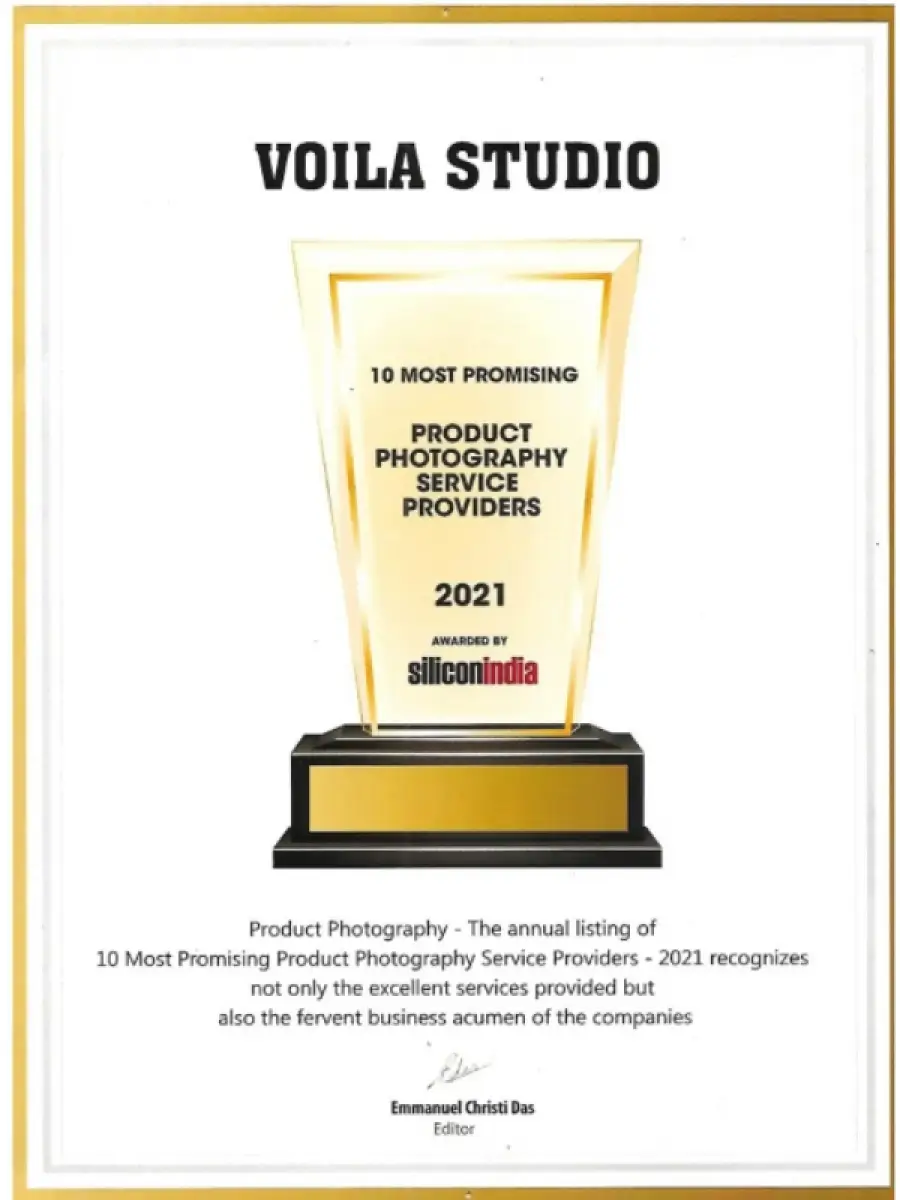 VOILA STUDIO
10 MOST PROMISING
PRODUCT
PHOTOGRAPHY
SERVICE
PROVIDERS
2021
AWARDED BY
siliconindia
Product Photography - The annual listing of
10 Most Promising Product Photography Service Providers - 2021 recognizes
not only the excellent services provided but
also the fervent business acumen of the companies
Emmanuel Christi Das
Editor